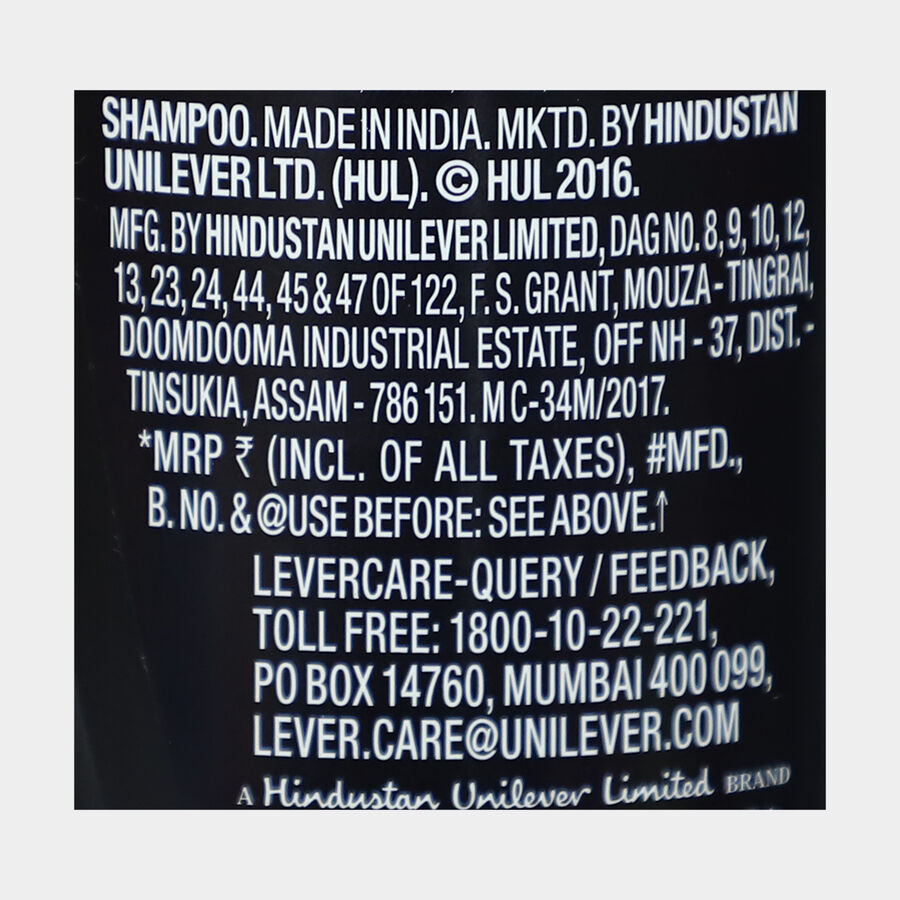 SHAMPOO. MADE IN INDIA. MKTD. BY HINDUSTAN
UNILEVER LTD. (HUL). © HUL 2016.
MFG. BY HINDUSTAN UNILEVER LIMITED, DAG NO. 8, 9, 10, 12,
13, 23, 24, 44, 45 & 47 OF 122, F. S. GRANT, MOUZA - TINGRAI,
DOOMDOOMA INDUSTRIAL ESTATE, OFF NH - 37, DIST. -
TINSUKIA, ASSAM - 786 151. M C-34M/2017.
*MRP ₹ (INCL. OF ALL TAXES), #MFD.,
B. NO. & @USE BEFORE: SEE ABOVE.↑
LEVERCARE-QUERY / FEEDBACK,
TOLL FREE: 1800-10-22-221,
PO BOX 14760, MUMBAI 400 099,
LEVER.CARE@UNILEVER.COM
A Hindustan Unilever Limited BRAND